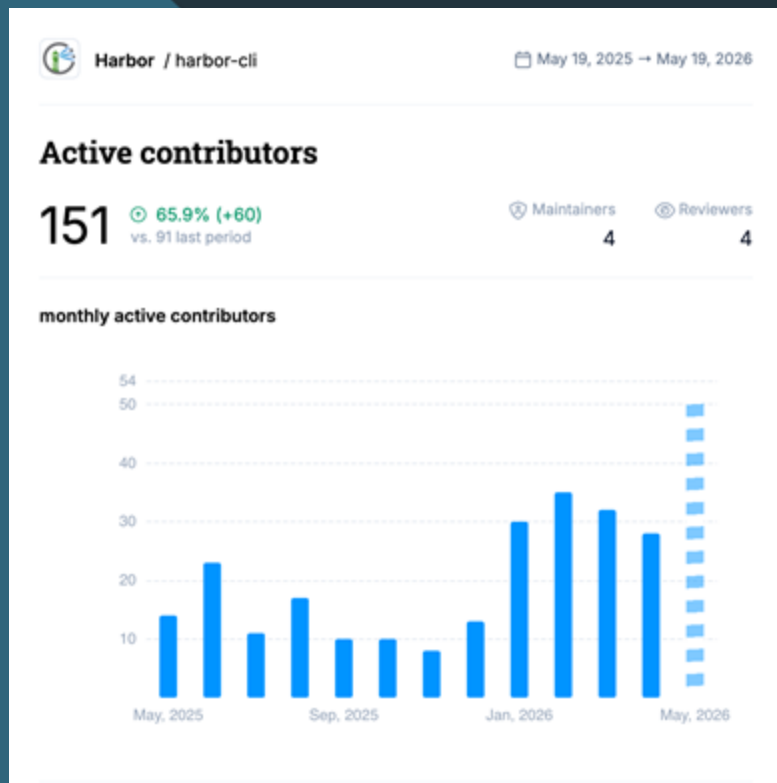 Harbor / harbor-cli
May 19, 2025 → May 19, 2026
Active contributors
151
65.9% (+60)
vs. 91 last period
Maintainers
4
Reviewers
4
monthly active contributors
54
50
40
30
20
10
May, 2025
Sep, 2025
Jan, 2026
May, 2026